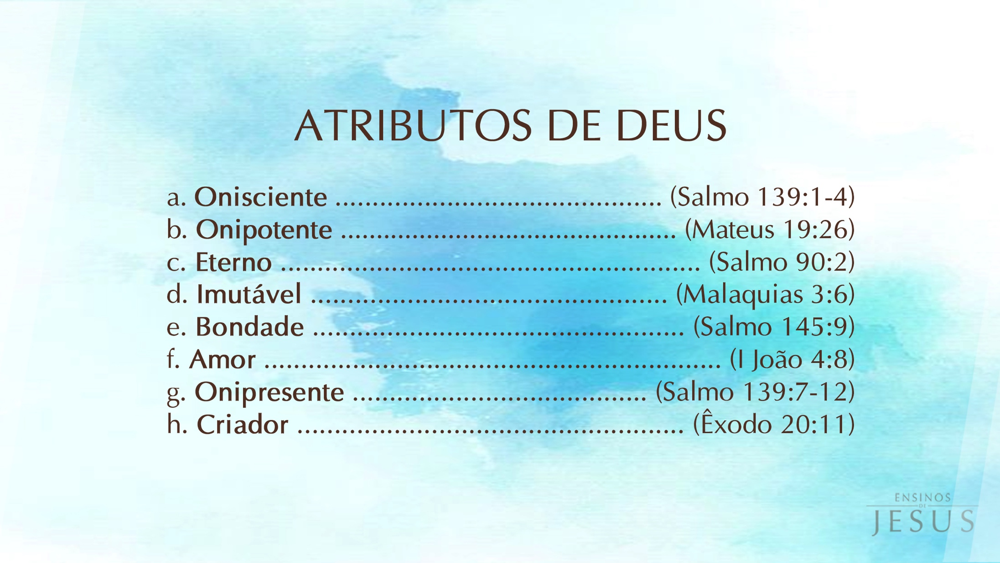 ATRIBUTOS DE DEUS
a. Onisciente ............................................ (Salmo 139:1-4)
b. Onipotente ............................................. (Mateus 19:26)
c. Eterno ......................................................... (Salmo 90:2)
d. Imutável ................................................ (Malaquias 3:6)
e. Bondade .................................................. (Salmo 145:9)
f. Amor .............................................................. (I João 4:8)
g. Onipresente ........................................ (Salmo 139:7-12)
h. Criador .................................................... (Êxodo 20:11)
ENSINOS
DE
JESUS